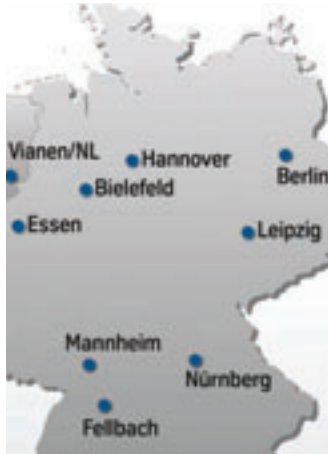 Vianen/NL
Hannover
Berlin
Bielefeld
Essen
Leipzig
Mannheim
Nürnberg
Fellbach